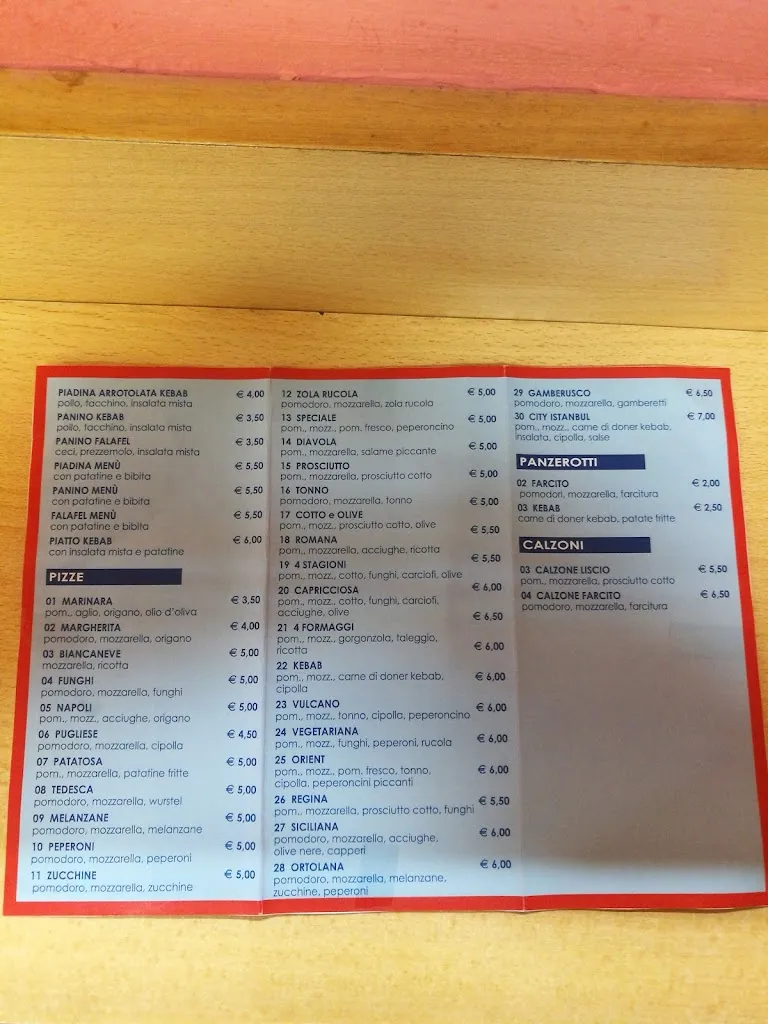 PIADINA ARROTOLATA KEBAB € 4,00
pollo, tacchino, insalata mista
PANINO KEBAB € 3,50
pollo, tacchino, insalata mista
PANINO FALAFEL € 3,50
ceci, prezzemolo, insalata mista
PIADINA MENÙ € 5,50
con patatine e bibita
PANINO MENÙ € 5,50
con patatine e bibita
FALAFEL MENÙ € 5,50
con patatine e bibita
PIATTO KEBAB € 6,00
con insalata mista e patatine
PIZZE
01 MARINARA € 3,50
pom., aglio, origano, olio d'oliva
02 MARGHERITA € 4,00
pomodoro, mozzarella, origano
03 BIANCANEVE € 5,00
mozzarella, ricotta
04 FUNGHI € 5,00
pomodoro, mozzarella, funghi
05 NAPOLI € 5,00
pom., mozz., acciughe, origano
06 PUGLIESE € 4,50
pomodoro, mozzarella, cipolla
07 PATATOSA € 5,00
pom., mozzarella, patatine fritte
08 TEDESCA € 5,00
pomodoro, mozzarella, wurstel
09 MELANZANE € 5,00
pomodoro, mozzarella, melanzane
10 PEPERONI € 5,00
pomodoro, mozzarella, peperoni
11 ZUCCHINE € 5,00
pomodoro, mozzarella, zucchine
12 ZOLA RUCOLA € 5,00
pomodoro, mozzarella, zola rucola
13 SPECIALE € 5,00
pom., mozz., pom. fresco, peperoncino
14 DIAVOLA € 5,00
pom., mozzarella, salame piccante
15 PROSCIUTTO € 5,00
pom., mozzarella, prosciutto cotto
16 TONNO € 5,00
pomodoro, mozzarella, tonno
17 COTTO e OLIVE € 5,50
pom., mozz., prosciutto cotto, olive
18 ROMANA € 5,50
pom., mozzarella, acciughe, ricotta
19 4 STAGIONI € 6,00
pom., mozz., cotto, funghi, carciofi, olive
20 CAPRICCIOSA € 6,50
pom., mozz., cotto, funghi, carciofi,
acciughe, olive
21 4 FORMAGGI € 6,00
pom., mozz., gorgonzola, taleggio,
ricotta
22 KEBAB € 6,00
pom., mozz., carne di doner kebab,
cipolla
23 VULCANO € 6,00
pom., mozz., tonno, cipolla, peperoncino
24 VEGETARIANA € 6,00
pom., mozz., funghi, peperoni, rucola
25 ORIENT € 6,00
pom., mozz., pom. fresco, tonno,
cipolla, peperoncini piccanti
26 REGINA € 5,50
pom., mozzarella, prosciutto cotto, funghi
27 SICILIANA € 6,00
pomodoro, mozzarella, acciughe,
olive nere, capperi
28 ORTOLANA € 6,00
pomodoro, mozzarella, melanzane,
zucchine, peperoni
29 GAMBERUSCO € 6,50
pomodoro, mozzarella, gamberetti
30 CITY ISTANBUL € 7,00
pom., mozz., carne di doner kebab,
insalata, cipolla, salse
PANZEROTTI
02 FARCITO € 2,00
pomodori, mozzarella, farcitura
03 KEBAB € 2,50
carne di doner kebab, patate fritte
CALZONI
03 CALZONE LISCIO € 5,50
pom., mozzarella, prosciutto cotto
04 CALZONE FARCITO € 6,50
pomodoro, mozzarella, farcitura